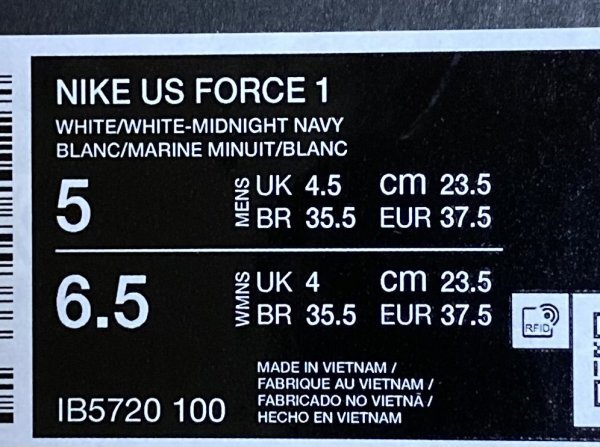 NIKE US FORCE 1
WHITE/WHITE-MIDNIGHT NAVY
BLANC/MARINE MINUIT/BLANC
5 MENS UK 4.5 cm 23.5
BR 35.5 EUR 37.5
6.5 WMNS UK 4 cm 23.5
BR 35.5 EUR 37.5
RFID
MADE IN VIETNAM /
FABRIQUE AU VIETNAM /
FABRICADO NO VIETNÃ /
IB5720 100 HECHO EN VIETNAM